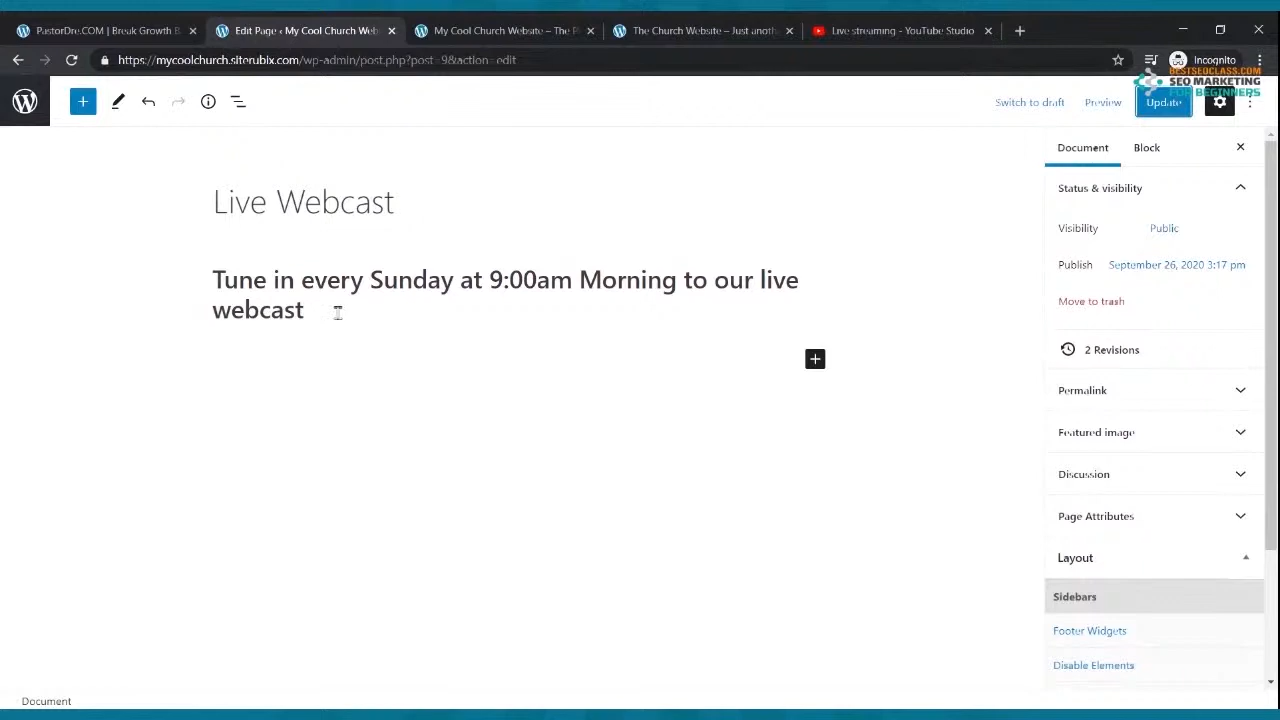 PastorDre.COM | Break Growth B
Edit Page ‹ My Cool Church Web
My Cool Church Website – The P
The Church Website – Just anoth
Live streaming - YouTube Studio
https://mycoolchurch.siterubix.com/wp-admin/post.php?post=9&action=edit
Incognito
BESTSEOCLASS.COM
SEO MARKETING
FOR BEGINNERS
Switch to draft
Preview
Update
Document
Block
Live Webcast
Status & visibility
Visibility
Public
Tune in every Sunday at 9:00am Morning to our live
webcast
Publish
September 26, 2020 3:17 pm
Move to trash
2 Revisions
Permalink
Featured image
Discussion
Page Attributes
Layout
Sidebars
Footer Widgets
Disable Elements
Document